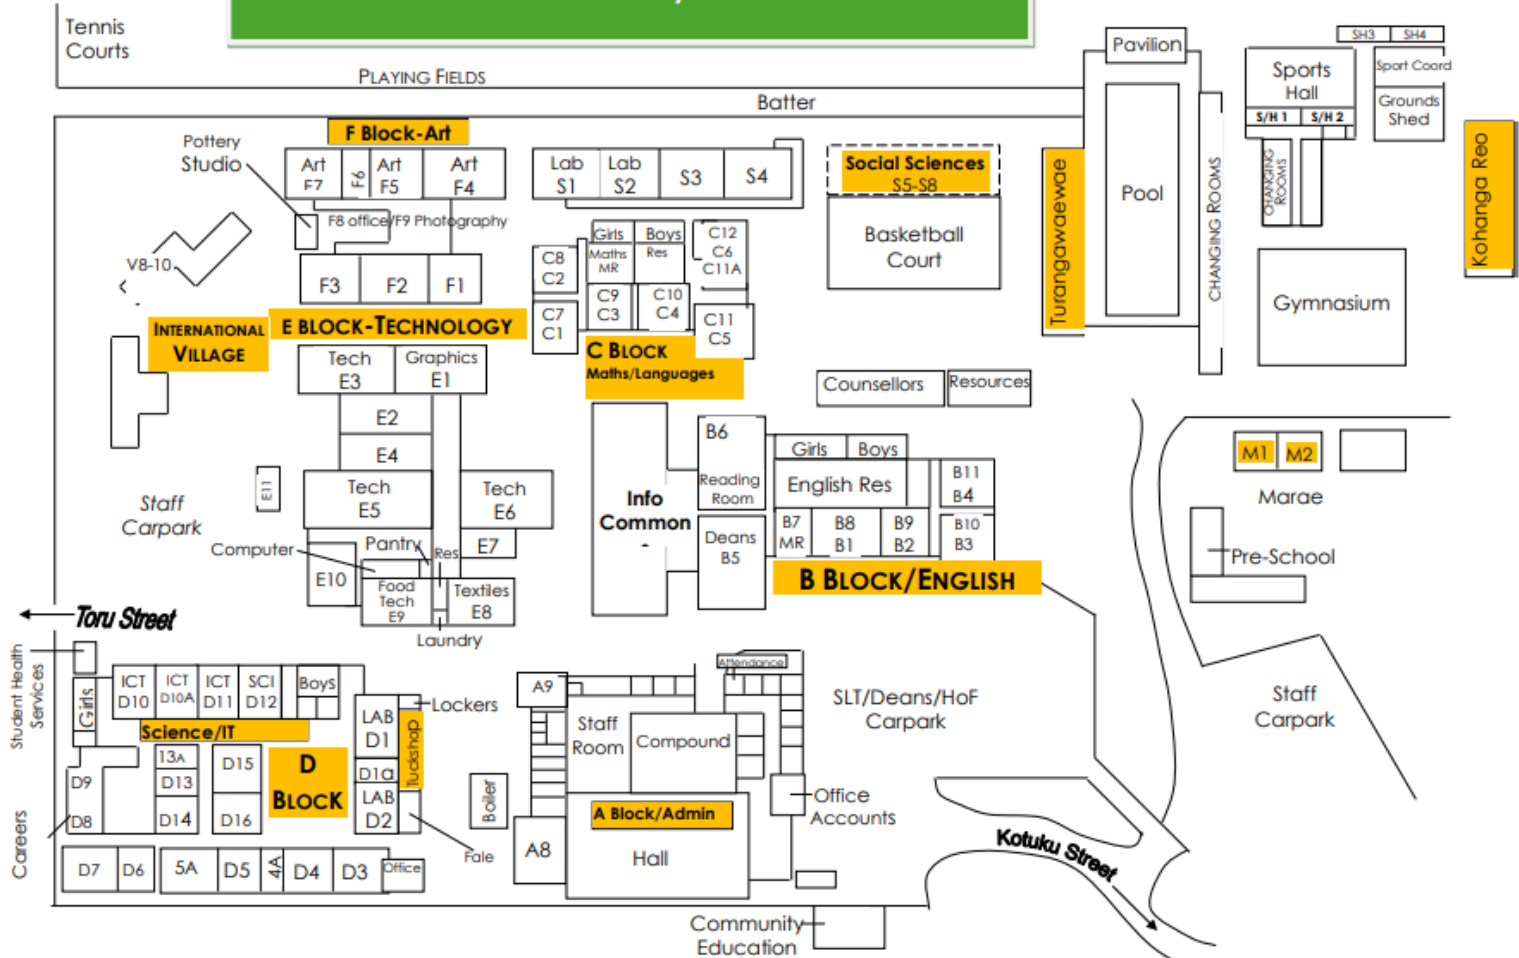 Tennis
Courts
PLAYING FIELDS
Batter
Pavilion
SH3 SH4
Sports
Hall
Sport Coord
Grounds
Shed
S/H 1 S/H 2
CHANGING
ROOMS
Kohanga Reo
F Block-Art
Pottery
Studio
Art
F7
F6
Art
F5
Art
F4
Lab
S1
Lab
S2
S3
S4
Social Sciences
S5-S8
Turangawaewae
Pool
CHANGING ROOMS
F8 office/F9 Photography
V8-10
F3
F2
F1
C8
C2
Girls
Boys
Maths
MR
Res
C12
C6
C11A
Basketball
Court
C7
C1
C9
C3
C10
C4
C11
C5
Gymnasium
INTERNATIONAL
VILLAGE
E BLOCK-TECHNOLOGY
C BLOCK
MATHS/LANGUAGES
Tech
E3
Graphics
E1
Counsellors
Resources
E2
E4
B6
Reading
Room
Girls
Boys
English Res
B11
B4
M1
M2
Marae
E11
Staff
Carpark
Tech
E5
Tech
E6
Info
Common
Deans
B5
B7
MR
B8
B1
B9
B2
B10
B3
Pre-School
Computer
Pantry
Res
E7
E10
Food
Tech
E9
Textiles
E8
Laundry
B BLOCK/ENGLISH
Toru Street
Student Health
Services
Girls
ICT
D10
ICT
D10A
ICT
D11
SCI
D12
Boys
Lockers
A9
Attendance
SLT/Deans/HoF
Carpark
Staff
Carpark
Science/IT
LAB
D1
Tuckshop
Staff
Room
Compound
13A
D13
D15
D
BLOCK
D1a
LAB
D2
D9
D8
D14
D16
Boiler
A Block/Admin
Hall
Office
Accounts
Careers
Fale
A8
Kotuku Street
D7
D6
5A
D5
4A
D4
D3
Office
Community
Education